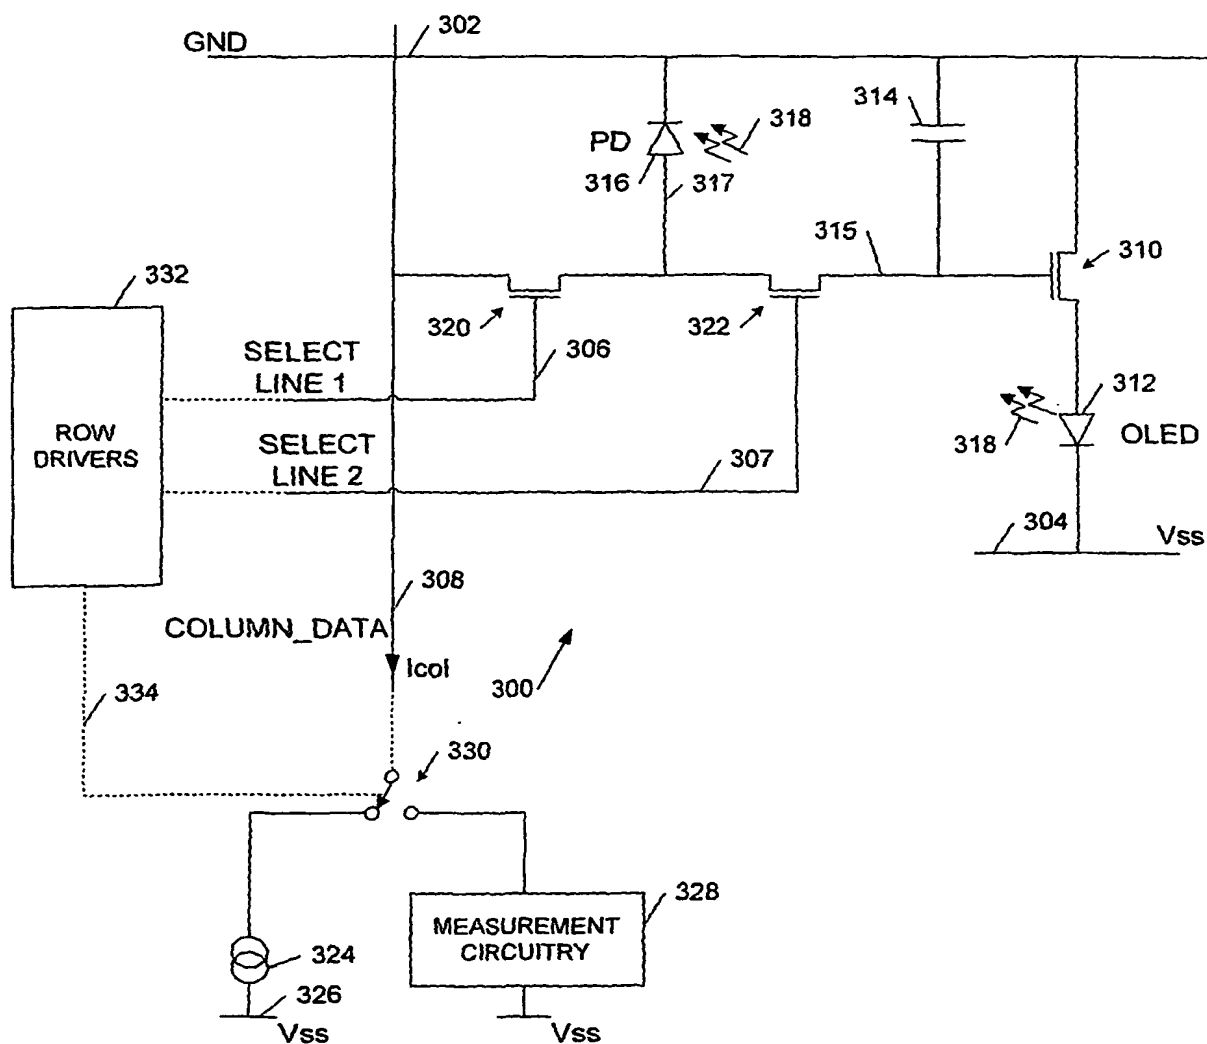 302
GND
314
318
PD
316
317
315
310
332
320
322
306
SELECT
LINE 1
312
ROW
DRIVERS
SELECT
LINE 2
318
OLED
307
304
Vss
308
COLUMN_DATA
Icol
300
334
330
328
MEASUREMENT
CIRCUITRY
324
326
Vss
Vss